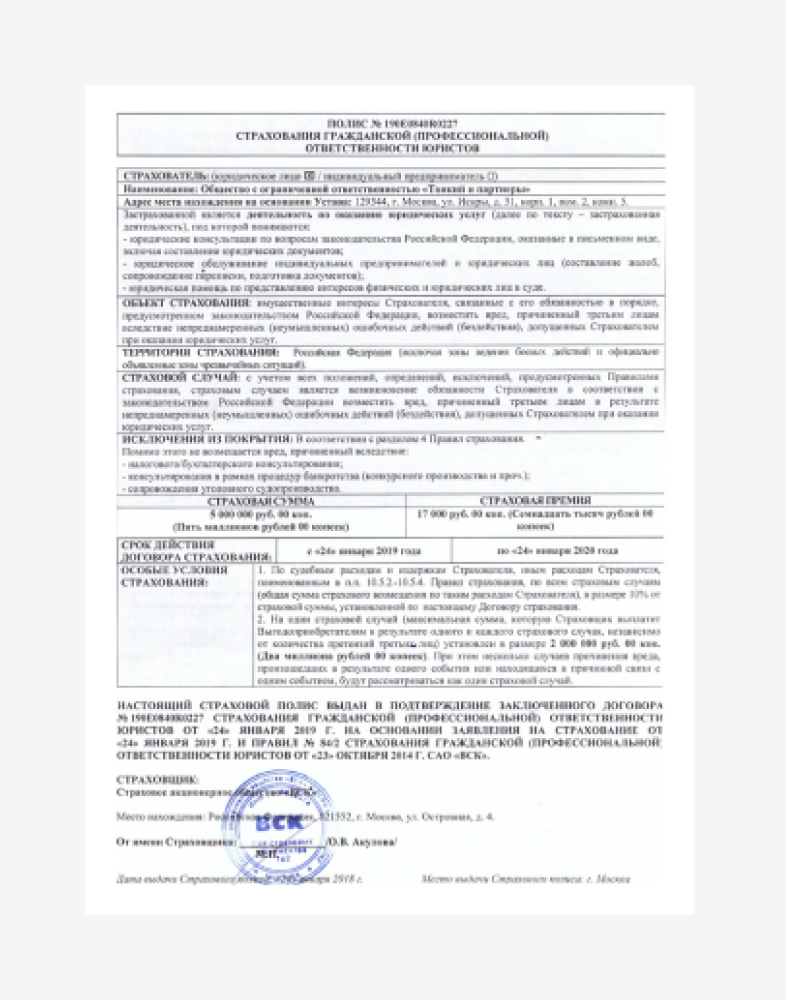 ПОЛИС № 190E0840R0227
СТРАХОВАНИЯ ГРАЖДАНСКОЙ (ПРОФЕССИОНАЛЬНОЙ)
ОТВЕТСТВЕННОСТИ ЮРИСТОВ
СТРАХОВАТЕЛЬ: (юридическое лицо ☒ / индивидуальный предприниматель □)
Наименование: Общество с ограниченной ответственностью «Тонкий и партнеры»
Адрес места нахождения на основании Устава: 129344, г. Москва, ул. Искры, д. 31, корп. 1, пом. 2, комн. 5.
Застрахованной является деятельность по оказанию юридических услуг (далее по тексту – застрахованная
деятельность), под которой понимаются:
- юридические консультации по вопросам законодательства Российской Федерации, оказанные в письменном виде,
включая составление юридических документов;
- юридическое обслуживание индивидуальных предпринимателей и юридических лиц (составление жалоб,
сопровождение переписки, подготовка документов);
- юридическая помощь по представлению интересов физических и юридических лиц в суде.
ОБЪЕКТ СТРАХОВАНИЯ: имущественные интересы Страхователя, связанные с его обязанностью в порядке,
предусмотренном законодательством Российской Федерации, возместить вред, причиненный третьим лицам
вследствие непреднамеренных (неумышленных) ошибочных действий (бездействия), допущенных Страхователем
при оказании юридических услуг.
ТЕРРИТОРИЯ СТРАХОВАНИЯ: Российская Федерация (исключая зоны ведения боевых действий и официально
объявленные зоны чрезвычайных ситуаций).
СТРАХОВОЙ СЛУЧАЙ: с учетом всех положений, определений, исключений, предусмотренных Правилами
страхования, страховым случаем является возникновение обязанности Страхователя в соответствии с
законодательством Российской Федерации возместить вред, причиненный третьим лицам в результате
непреднамеренных (неумышленных) ошибочных действий (бездействия), допущенных Страхователем при оказании
юридических услуг.
ИСКЛЮЧЕНИЯ ИЗ ПОКРЫТИЯ: В соответствии с разделом 4 Правил страхования.
Помимо этого не возмещается вред, причиненный вследствие:
- налогового/бухгалтерского консультирования;
- консультирования в рамках процедур банкротства (конкурсного производства и проч.);
- сопровождения уголовного судопроизводства.
СТРАХОВАЯ СУММА СТРАХОВАЯ ПРЕМИЯ
5 000 000 руб. 00 коп. 17 000 руб. 00 коп. (Семнадцать тысяч рублей 00
(Пять миллионов рублей 00 копеек) копеек)
СРОК ДЕЙСТВИЯ
ДОГОВОРА СТРАХОВАНИЯ: с «24» января 2019 года по «24» января 2020 года
ОСОБЫЕ УСЛОВИЯ 1. По судебным расходам и издержкам Страхователя, иным расходам Страхователя,
СТРАХОВАНИЯ: поименованным в п.п. 10.5.2.-10.5.4. Правил страхования, по всем страховым случаям
(общая сумма страхового возмещения по таким расходам Страхователя), в размере 10% от
страховой суммы, установленной по настоящему Договору страхования.
2. На один страховой случай (максимальная сумма, которую Страховщик выплатит
Выгодоприобретателям в результате одного и каждого страхового случая, независимо
от количества претензий третьих лиц) установлен в размере 2 000 000 руб. 00 коп.
(Два миллиона рублей 00 копеек). При этом несколько случаев причинения вреда,
произошедших в результате одного события или находящихся в причинной связи с
одним событием, будут рассматриваться как один страховой случай.
НАСТОЯЩИЙ СТРАХОВОЙ ПОЛИС ВЫДАН В ПОДТВЕРЖДЕНИЕ ЗАКЛЮЧЕННОГО ДОГОВОРА
№ 190E0840R0227 СТРАХОВАНИЯ ГРАЖДАНСКОЙ (ПРОФЕССИОНАЛЬНОЙ) ОТВЕТСТВЕННОСТИ
ЮРИСТОВ ОТ «24» ЯНВАРЯ 2019 Г. НА ОСНОВАНИИ ЗАЯВЛЕНИЯ НА СТРАХОВАНИЕ ОТ
«24» ЯНВАРЯ 2019 Г. И ПРАВИЛ № 84/2 СТРАХОВАНИЯ ГРАЖДАНСКОЙ (ПРОФЕССИОНАЛЬНОЙ)
ОТВЕТСТВЕННОСТИ ЮРИСТОВ ОТ «23» ОКТЯБРЯ 2014 Г. САО «ВСК».
СТРАХОВЩИК:
Страховое акционерное общество «ВСК»
Место нахождения: Российская Федерация, 121552, г. Москва, ул. Островная, д. 4.
ВСК
От имени Страховщика: /О.В. Акулова/
М.П.
Дата выдачи Страхового полиса: января 2018 г. Место выдачи Страхового полиса: г. Москва